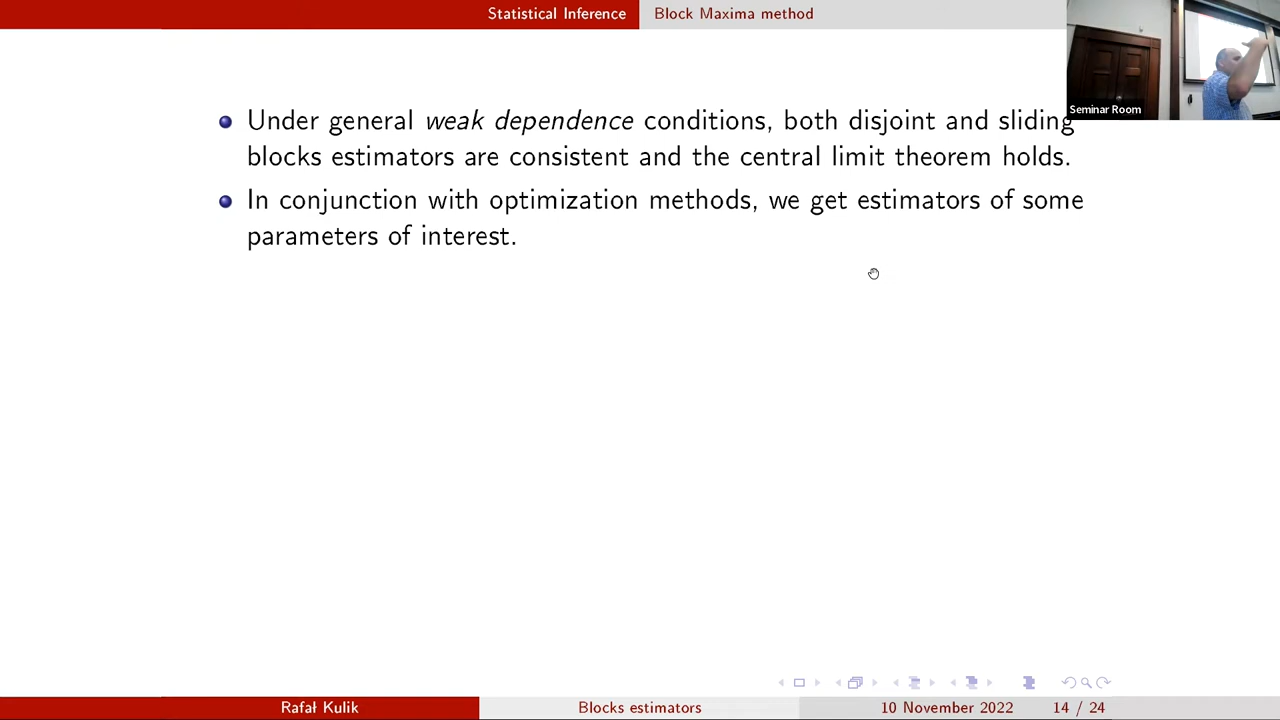 Statistical Inference Block Maxima method
Seminar Room
Under general weak dependence conditions, both disjoint and sliding
blocks estimators are consistent and the central limit theorem holds.
In conjunction with optimization methods, we get estimators of some
parameters of interest.
Rafał Kulik Blocks estimators 10 November 2022 14 / 24